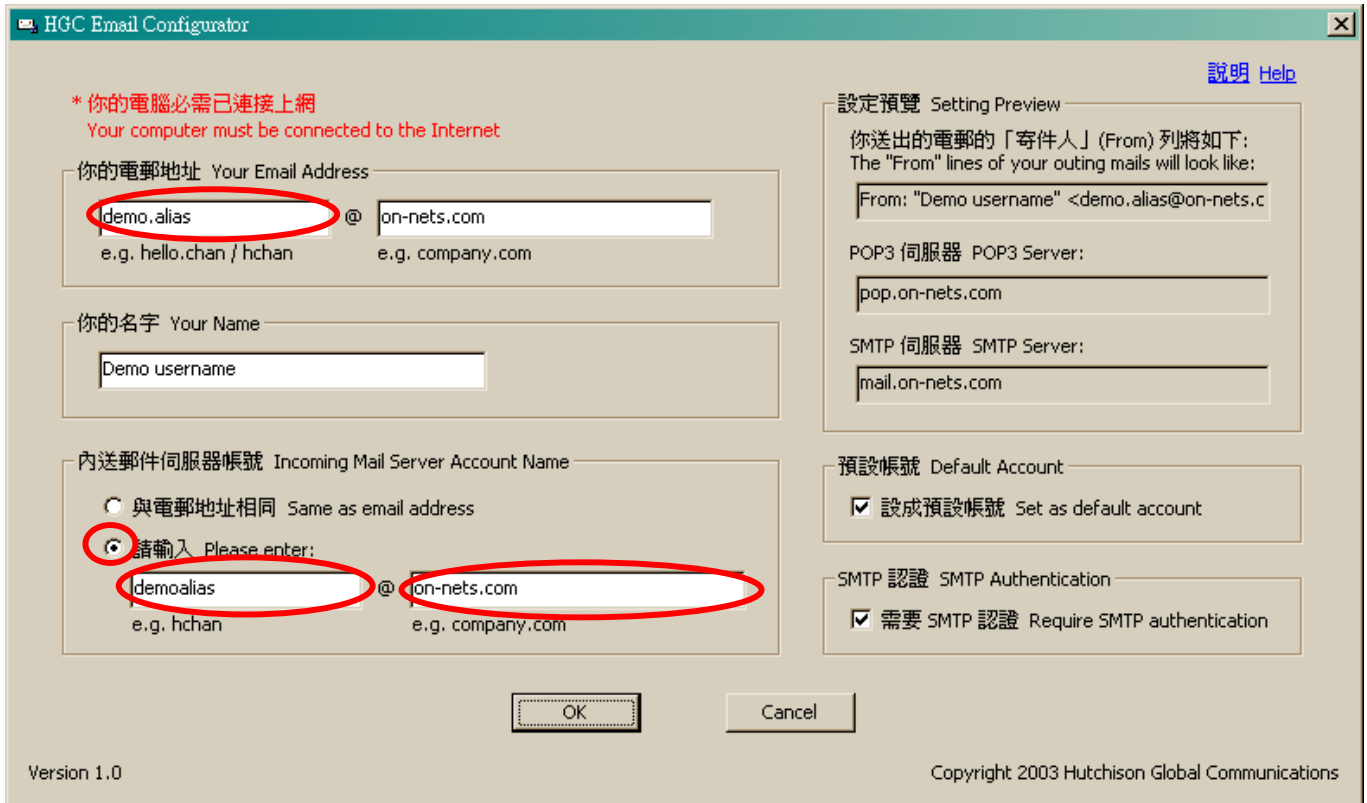 HGC Email Configurator
說明 Help
* 你的電腦必需已連接上網
Your computer must be connected to the Internet
你的電郵地址 Your Email Address
demo.alias @ on-nets.com
e.g. hello.chan / hchan e.g. company.com
你的名字 Your Name
Demo username
內送郵件伺服器帳號 Incoming Mail Server Account Name
與電郵地址相同 Same as email address
請輸入 Please enter:
demoalias @ on-nets.com
e.g. hchan e.g. company.com
設定預覽 Setting Preview
你送出的電郵的「寄件人」(From) 列將如下:
The "From" lines of your outing mails will look like:
From: "Demo username" <demo.alias@on-nets.c
POP3 伺服器 POP3 Server:
pop.on-nets.com
SMTP 伺服器 SMTP Server:
mail.on-nets.com
預設帳號 Default Account
設成預設帳號 Set as default account
SMTP 認證 SMTP Authentication
需要 SMTP 認證 Require SMTP authentication
OK Cancel
Version 1.0 Copyright 2003 Hutchison Global Communications